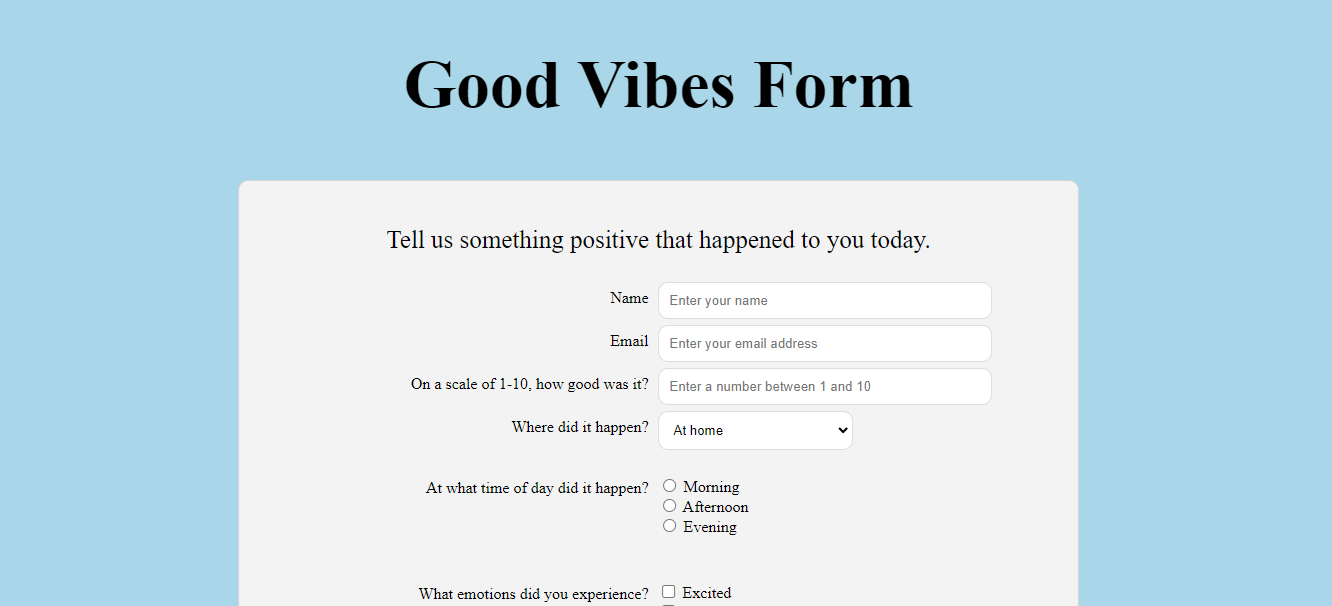 Good Vibes Form
Tell us something positive that happened to you today.
Name Enter your name
Email Enter your email address
On a scale of 1-10, how good was it? Enter a number between 1 and 10
Where did it happen? At home
At what time of day did it happen? Morning
Afternoon
Evening
What emotions did you experience? Excited